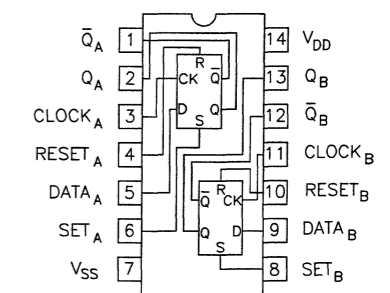 Q̄A 1 14 VDD
QA 2 13 QB
CLOCKA 3 12 Q̄B
RESETA 4 11 CLOCKB
DATAA 5 10 RESETB
SETA 6 9 DATAB
VSS 7 8 SETB
R
CK Q̄
D Q
S
R
Q̄ CK
Q D
S